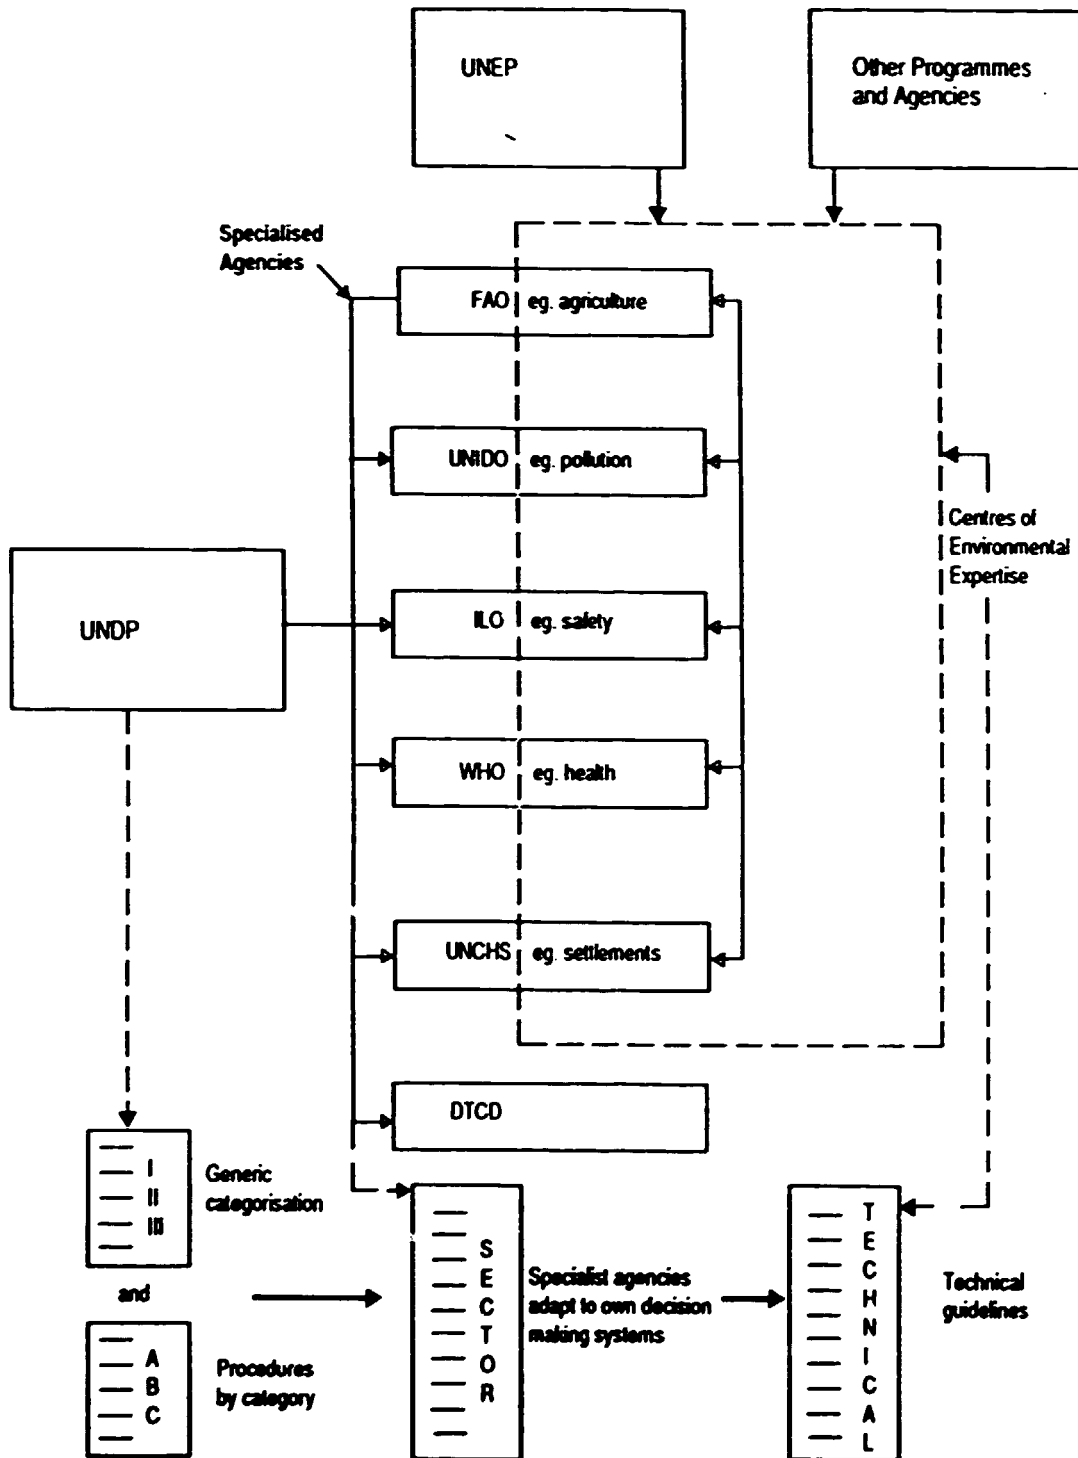 UNEP
Other Programmes
and Agencies
Specialised
Agencies
FAO eg. agriculture
UNIDO eg. pollution
Centres of
Environmental
Expertise
UNDP
ILO eg. safety
WHO eg. health
UNCHS eg. settlements
DTCD
I
II
III
Generic
categorisation
and
A
B
C
Procedures
by category
S
E
C
T
O
R
Specialist agencies
adapt to own decision
making systems
T
E
C
H
N
I
C
A
L
Technical
guidelines